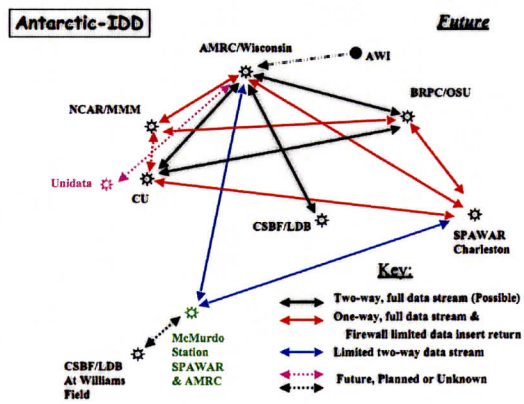 Antarctic-IDD
Future
AMRC/Wisconsin
AWI
BRPC/OSU
NCAR/MMM
Unidata
CU
CSBF/LDB
SPAWAR
Charleston
Key:
Two-way, full data stream (Possible)
One-way, full data stream &
Firewall limited data insert return
Limited two-way data stream
Future, Planned or Unknown
McMurdo
Station
SPAWAR
& AMRC
CSBF/LDB
At Williams
Field